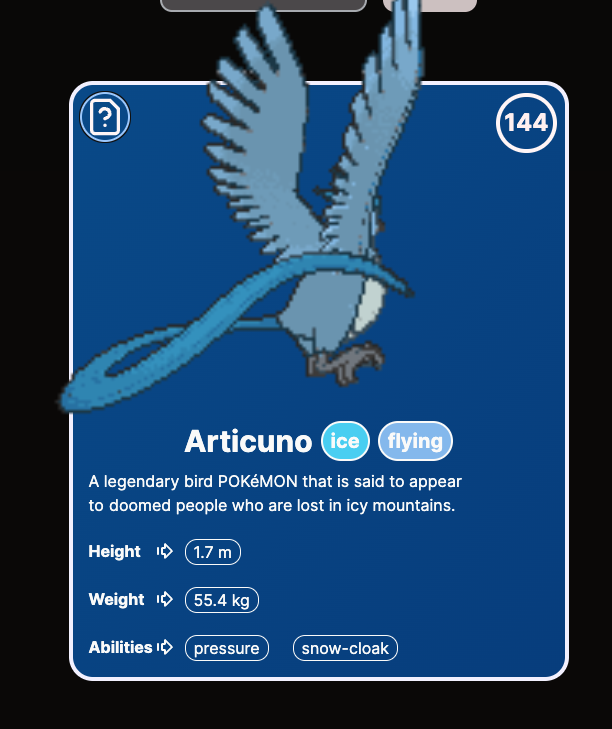 144
Articuno ice flying
A legendary bird POKéMON that is said to appear
to doomed people who are lost in icy mountains.
Height 1.7 m
Weight 55.4 kg
Abilities pressure snow-cloak